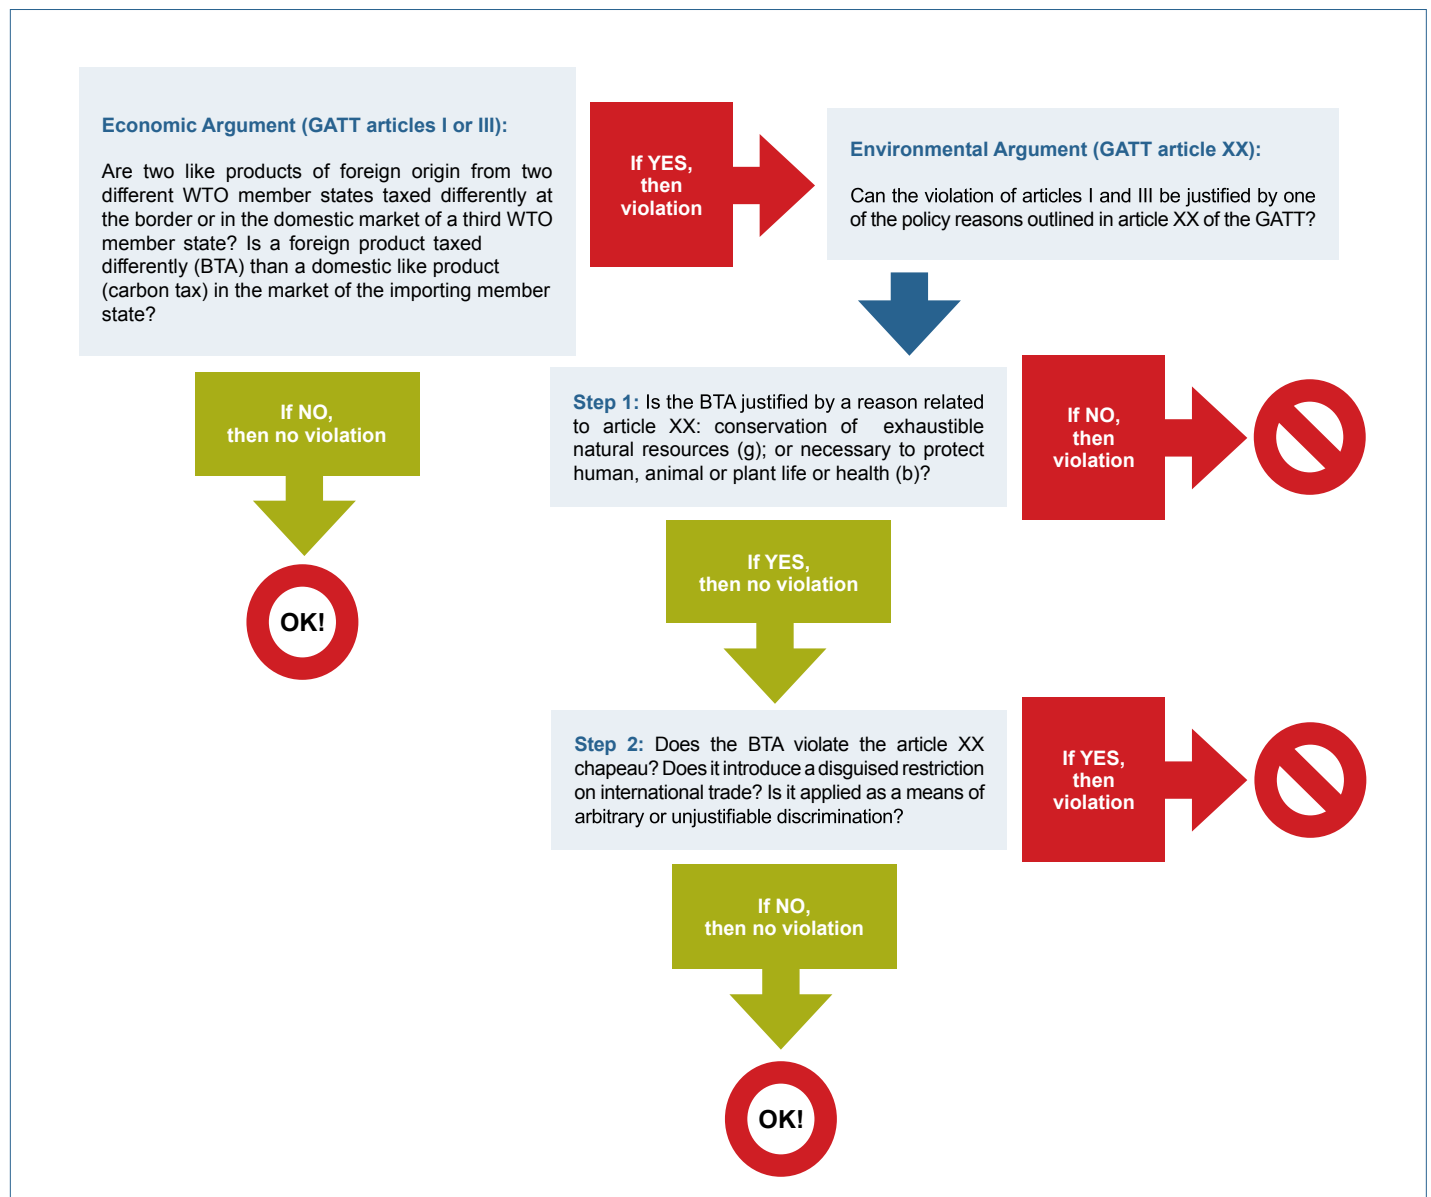 Economic Argument (GATT articles I or III):
Are two like products of foreign origin from two
different WTO member states taxed differently at
the border or in the domestic market of a third WTO
member state? Is a foreign product taxed
differently (BTA) than a domestic like product
(carbon tax) in the market of the importing member
state?
If YES,
then
violation
Environmental Argument (GATT article XX):
Can the violation of articles I and III be justified by one
of the policy reasons outlined in article XX of the GATT?
If NO,
then no violation
OK!
Step 1: Is the BTA justified by a reason related
to article XX: conservation of exhaustible
natural resources (g); or necessary to protect
human, animal or plant life or health (b)?
If NO,
then
violation
If YES,
then no violation
Step 2: Does the BTA violate the article XX
chapeau? Does it introduce a disguised restriction
on international trade? Is it applied as a means of
arbitrary or unjustifiable discrimination?
If YES,
then
violation
If NO,
then no violation
OK!